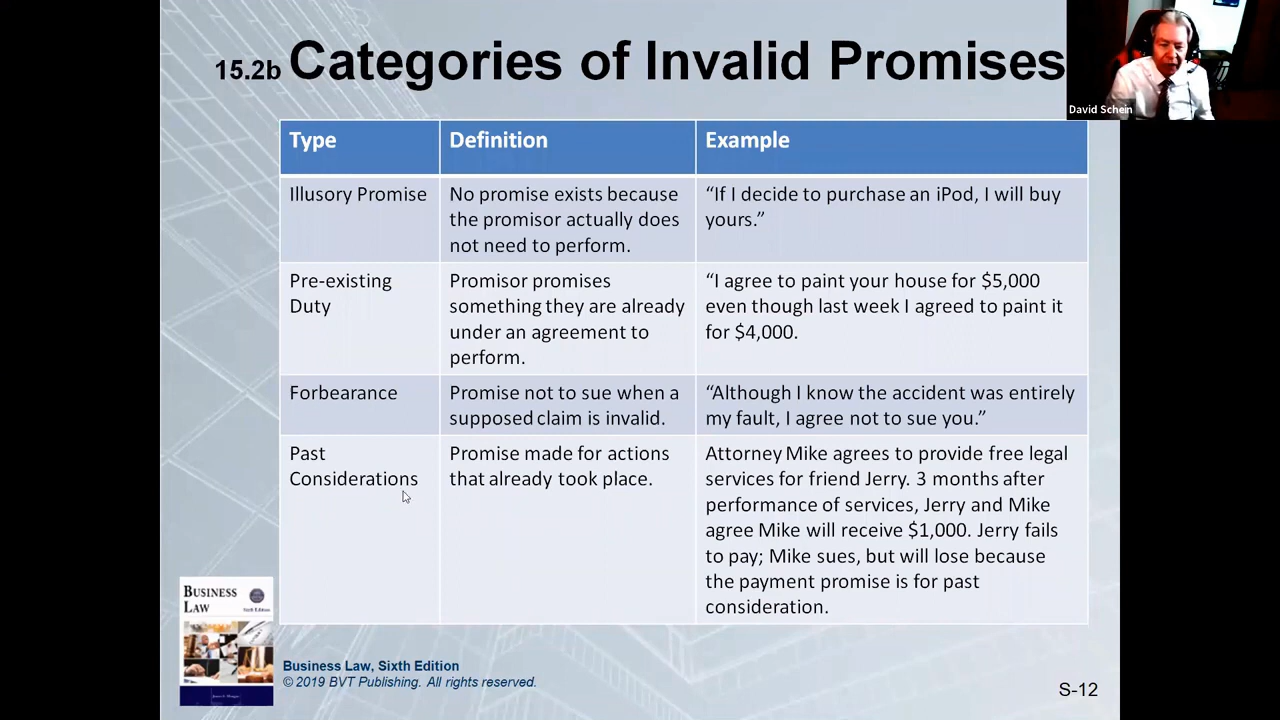 15.2b Categories of Invalid Promises
David Schein
Type
Definition
Example
Illusory Promise
No promise exists because
the promisor actually does
not need to perform.
“If I decide to purchase an iPod, I will buy
yours.”
Pre-existing
Duty
Promisor promises
something they are already
under an agreement to
perform.
“I agree to paint your house for $5,000
even though last week I agreed to paint it
for $4,000.
Forbearance
Promise not to sue when a
supposed claim is invalid.
“Although I know the accident was entirely
my fault, I agree not to sue you.”
Past
Considerations
Promise made for actions
that already took place.
Attorney Mike agrees to provide free legal
services for friend Jerry. 3 months after
performance of services, Jerry and Mike
agree Mike will receive $1,000. Jerry fails
to pay; Mike sues, but will lose because
the payment promise is for past
consideration.
BUSINESS
LAW
Sixth Edition
Business Law, Sixth Edition
© 2019 BVT Publishing. All rights reserved.
S-12